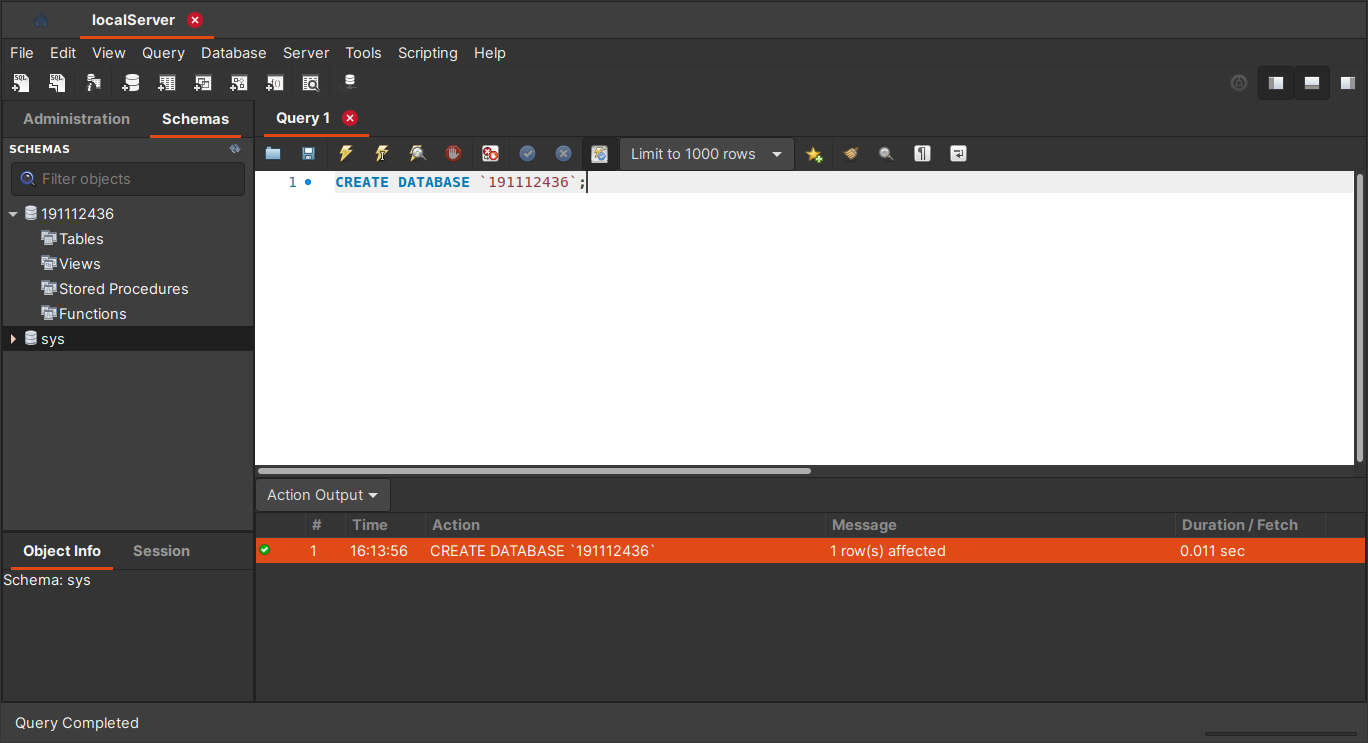 localServer
File Edit View Query Database Server Tools Scripting Help
SQL SQL
Administration Schemas
SCHEMAS
Filter objects
191112436
Tables
Views
Stored Procedures
Functions
sys
Object Info Session
Schema: sys
Query 1
Limit to 1000 rows
1 CREATE DATABASE `191112436`;
Action Output
# Time Action Message Duration / Fetch
1 16:13:56 CREATE DATABASE `191112436` 1 row(s) affected 0.011 sec
Query Completed